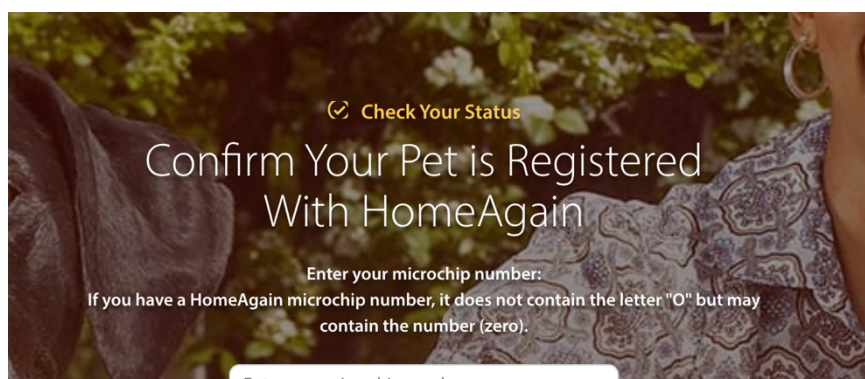 Check Your Status
Confirm Your Pet is Registered
With HomeAgain
Enter your microchip number:
If you have a HomeAgain microchip number, it does not contain the letter "O" but may
contain the number (zero).